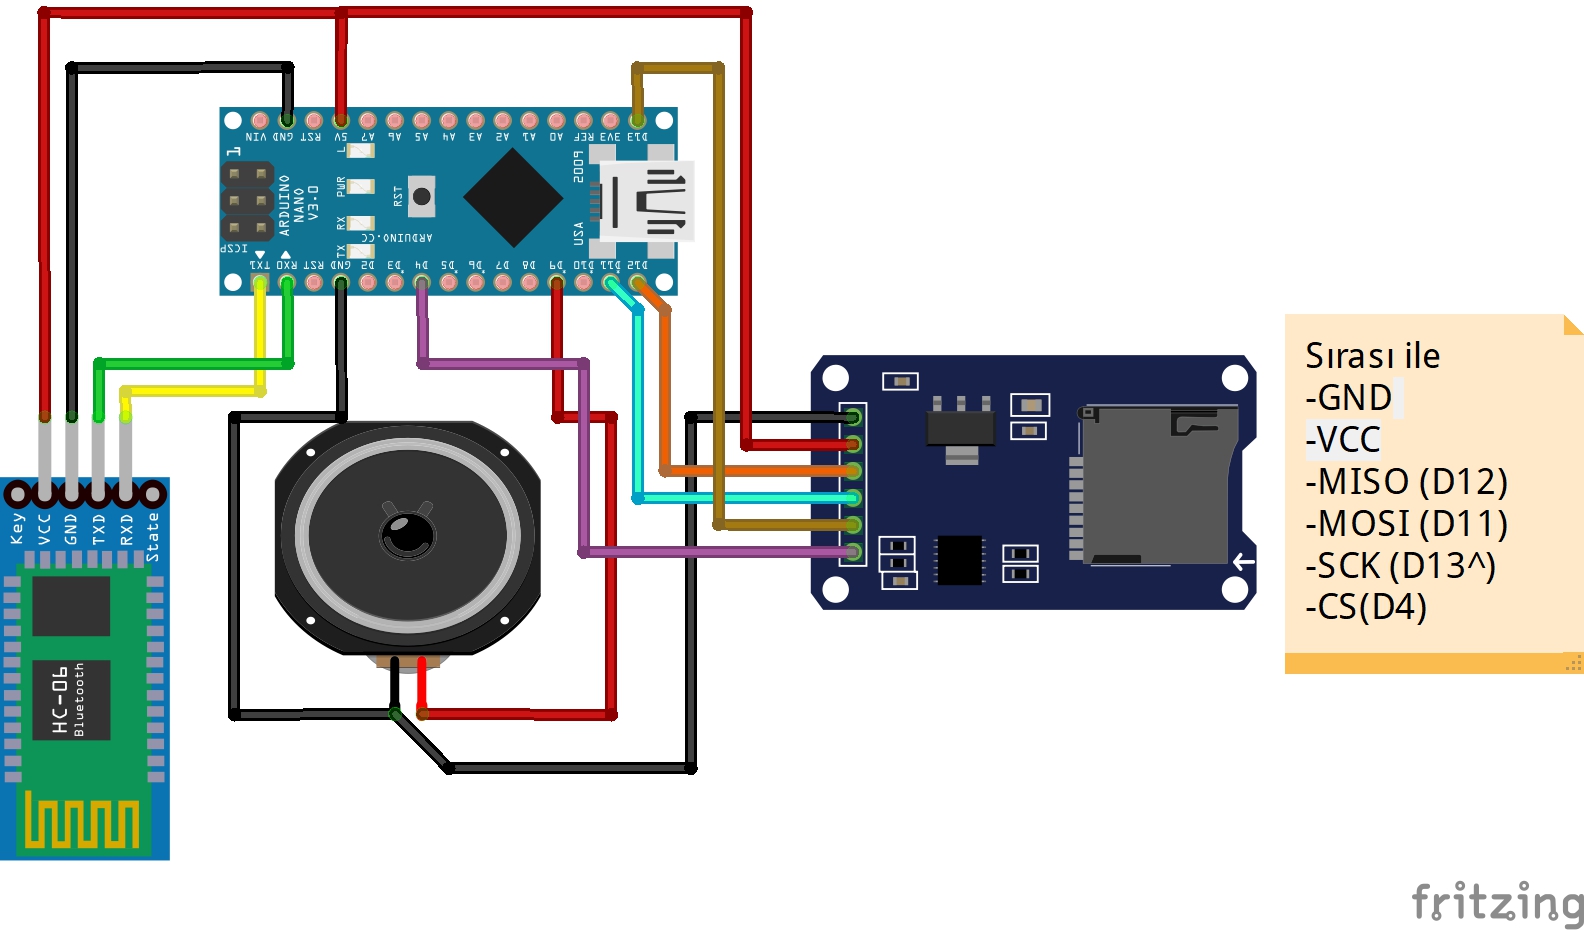 VIN GND RST 5V A7 A6 A5 A4 A3 A2 A1 A0 REF 3V3 D13
1
L
PWR
RX
TX
RST
ARDUINO
NANO
V3.0
ARDUINO.CC
ICSP
USA
TX1 RX0 RST GND D2 D3 D4 D5 D6 D7 D8 D9 D10 D11 D12
Key
VCC
GND
TXD
RXD
State
HC-06
Bluetooth
Sırası ile
-GND
-VCC
-MISO (D12)
-MOSI (D11)
-SCK (D13^)
-CS(D4)
fritzing